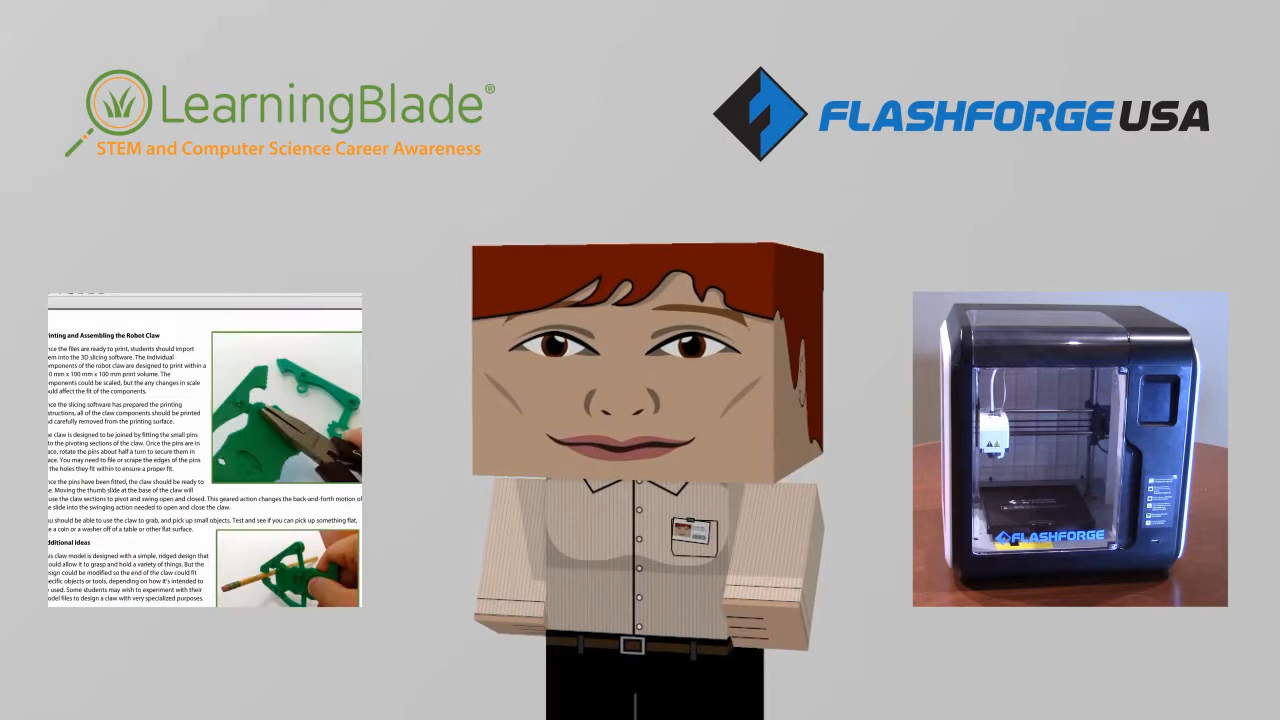 LearningBlade®
STEM and Computer Science Career Awareness
FLASHFORGE USA
inting and Assembling the Robot Claw
nce the files are ready to print, students should import
em into the 3D slicing software. The individual
mponents of the robot claw are designed to print within a
0 mm x 100 mm x 100 mm print volume. The
mponents could be scaled, but the any changes in scale
uld affect the fit of the components.
nce the slicing software has prepared the printing
structions, all of the claw components should be printed
nd carefully removed from the printing surface.
e claw is designed to be joined by fitting the small pins
to the pivoting sections of the claw. Once the pins are in
ace, rotate the pins about half a turn to secure them in
ace. You may need to file or scrape the edges of the pins
the holes they fit within to ensure a proper fit.
nce the pins have been fitted, the claw should be ready to
se. Moving the thumb slide at the base of the claw will
use the claw sections to pivot and swing open and closed. This geared action changes the back-and-forth motion of
e slide into the swinging action needed to open and close the claw.
u should be able to use the claw to grab, and pick up small objects. Test and see if you can pick up something flat,
e a coin or a washer off of a table or other flat surface.
dditional Ideas
is claw model is designed with a simple, ridged design that
ould allow it to grasp and hold a variety of things. But the
sign could be modified so the end of the claw could fit
ecific objects or tools, depending on how it's intended to
used. Some students may wish to experiment with their
odel files to design a claw with very specialized purposes.
FLASHFORGE